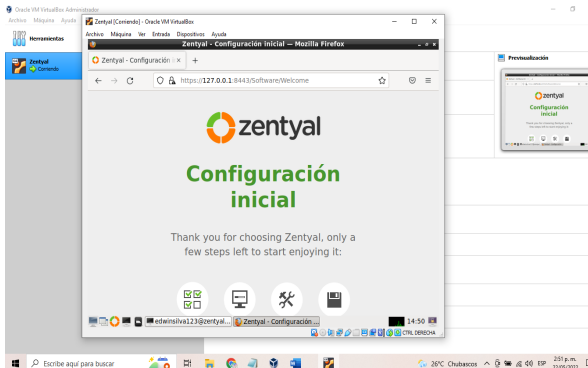 Oracle VM VirtualBox Administrador
Archivo Máquina Ayuda
Herramientas
Zentyal
Corriendo
Zentyal [Corriendo] - Oracle VM VirtualBox
Archivo Máquina Ver Entrada Dispositivos Ayuda
Zentyal - Configuración inicial — Mozilla Firefox
Zentyal - Configuración i
https://127.0.0.1:8443/Software/Welcome
zentyal
Configuración
inicial
Thank you for choosing Zentyal, only a
few steps left to start enjoying it:
edwinsilva123@zentyal...
Zentyal - Configuración ...
14:50
CTRL DERECHA
Previsualización
zentyal
Configuración
inicial
Escribe aquí para buscar
26°C Chubascos
ESP
2:51 p. m.